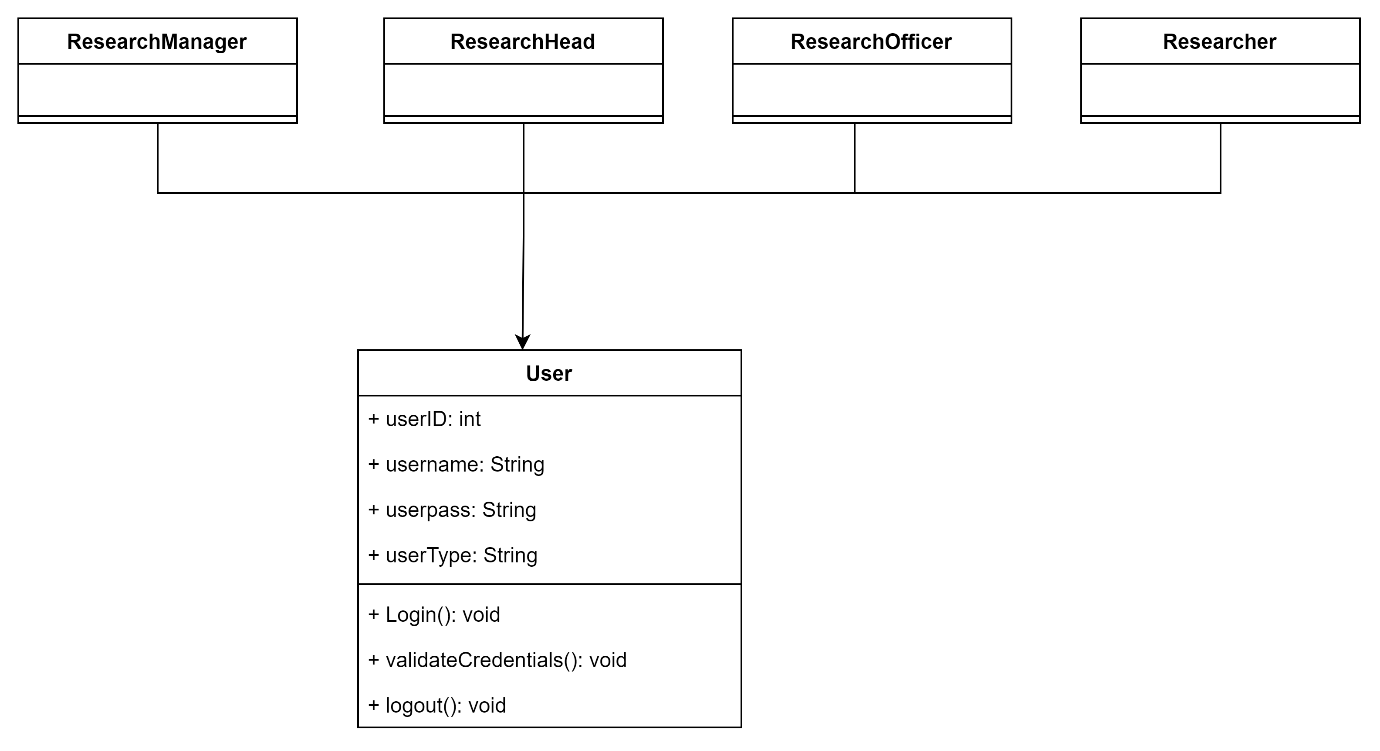 ResearchManager
ResearchHead
ResearchOfficer
Researcher
User
+ userID: int
+ username: String
+ userpass: String
+ userType: String
+ Login(): void
+ validateCredentials(): void
+ logout(): void